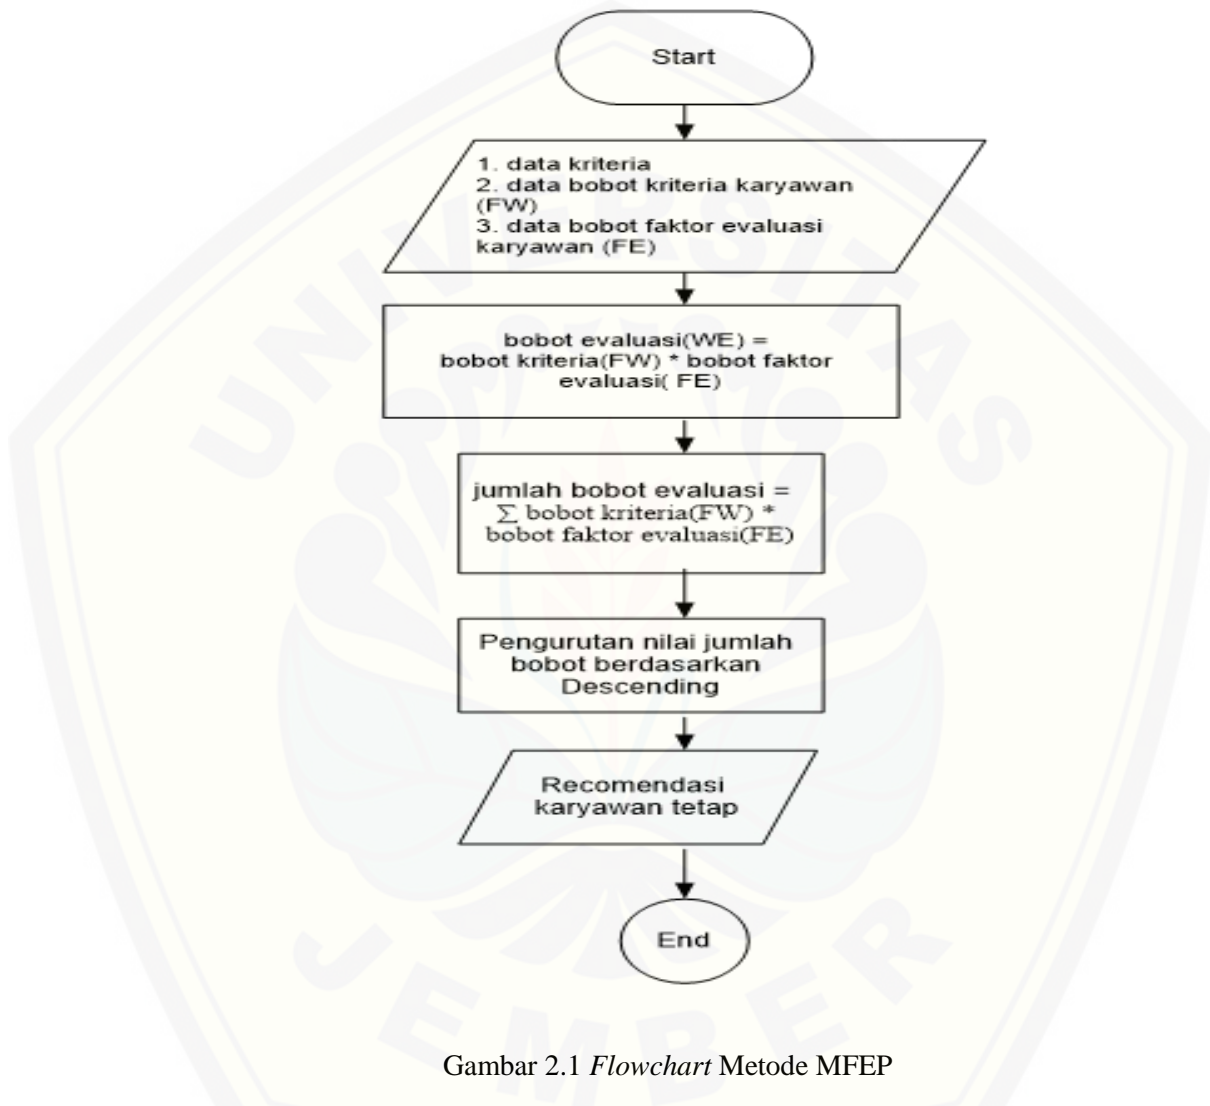 Start
1. data kriteria
2. data bobot kriteria karyawan
(FW)
3. data bobot faktor evaluasi
karyawan (FE)
bobot evaluasi(WE) =
bobot kriteria(FW) * bobot faktor
evaluasi( FE)
jumlah bobot evaluasi =
∑ bobot kriteria(FW) *
bobot faktor evaluasi(FE)
Pengurutan nilai jumlah
bobot berdasarkan
Descending
Recomendasi
karyawan tetap
End
Gambar 2.1 Flowchart Metode MFEP
UNIVERSITAS
JEMBER